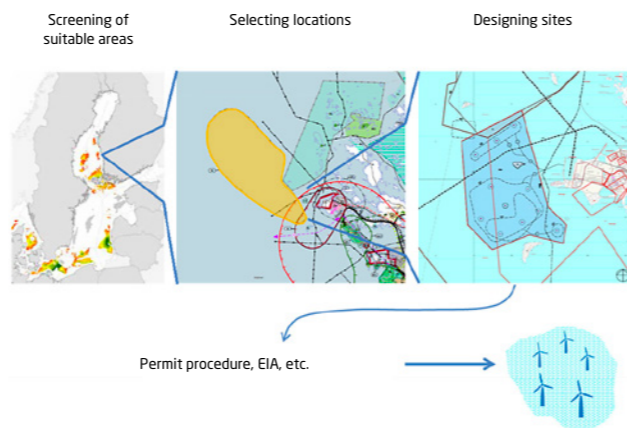 Screening of
suitable areas
Selecting locations
Designing sites
Permit procedure, EIA, etc.